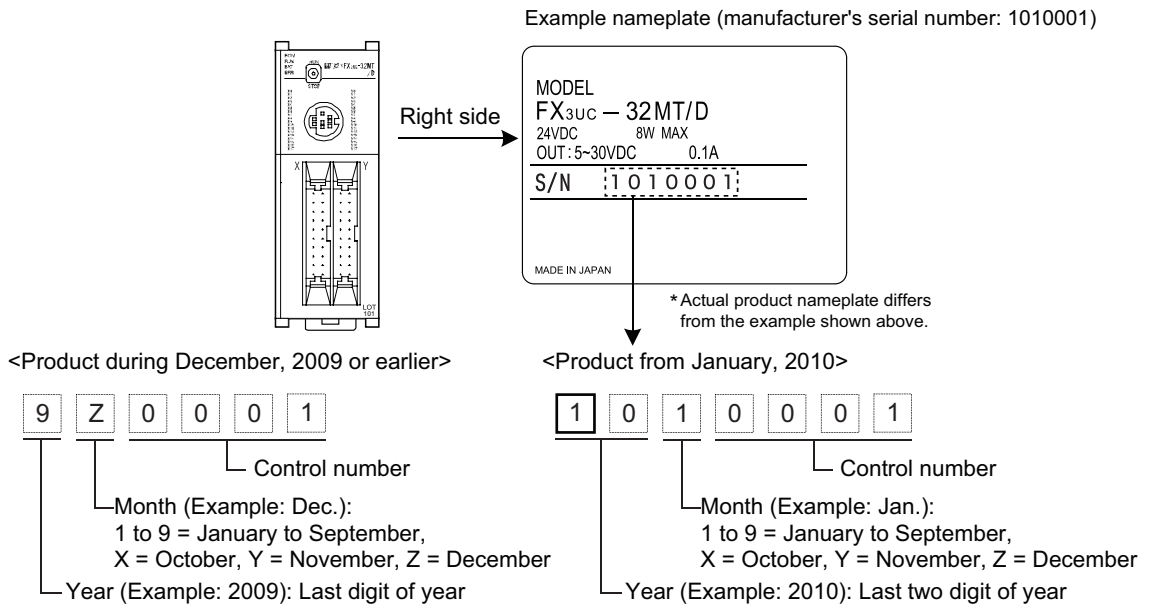 Example nameplate (manufacturer's serial number: 1010001)
RUN
STOP
X
Y
LOT
101
Right side
MODEL
FX3UC — 32MT/D
24VDC 8W MAX
OUT:5~30VDC 0.1A
S/N 1010001
MADE IN JAPAN
* Actual product nameplate differs
from the example shown above.
<Product during December, 2009 or earlier>
9 Z 0 0 0 1
Control number
Month (Example: Dec.):
1 to 9 = January to September,
X = October, Y = November, Z = December
Year (Example: 2009): Last digit of year
<Product from January, 2010>
1 0 1 0 0 0 1
Control number
Month (Example: Jan.):
1 to 9 = January to September,
X = October, Y = November, Z = December
Year (Example: 2010): Last two digit of year